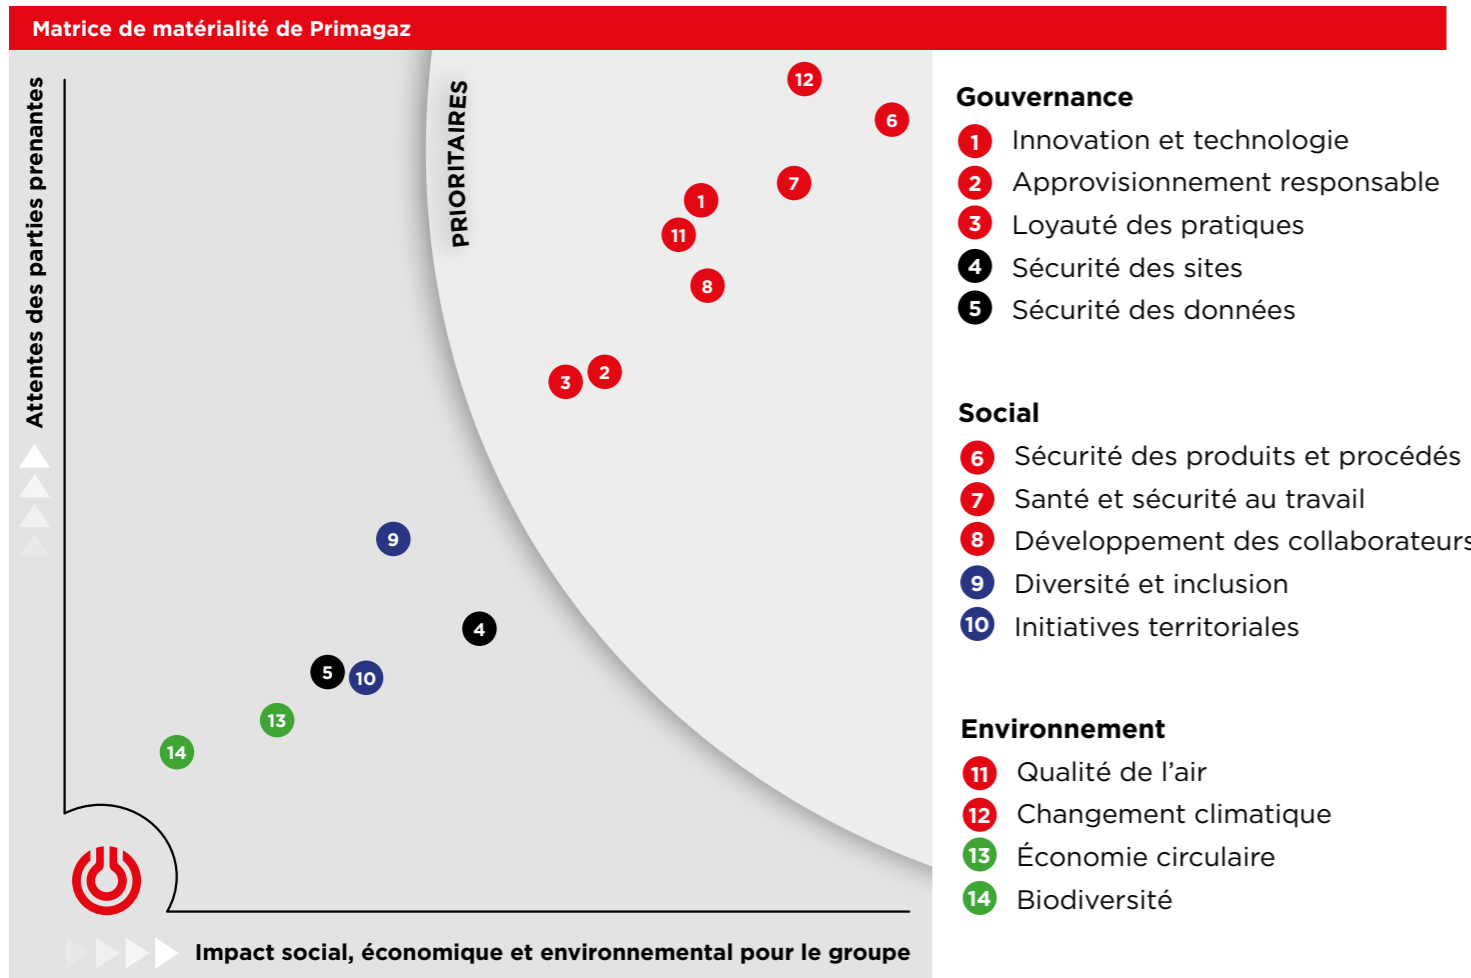 Matrice de matérialité de Primagaz
Attentes des parties prenantes
PRIORITAIRES
12
6
7
1
11
8
2
3
9
4
5
10
13
14
Impact social, économique et environnemental pour le groupe
Gouvernance
1 Innovation et technologie
2 Approvisionnement responsable
3 Loyauté des pratiques
4 Sécurité des sites
5 Sécurité des données
Social
6 Sécurité des produits et procédés
7 Santé et sécurité au travail
8 Développement des collaborateurs
9 Diversité et inclusion
10 Initiatives territoriales
Environnement
11 Qualité de l’air
12 Changement climatique
13 Économie circulaire
14 Biodiversité